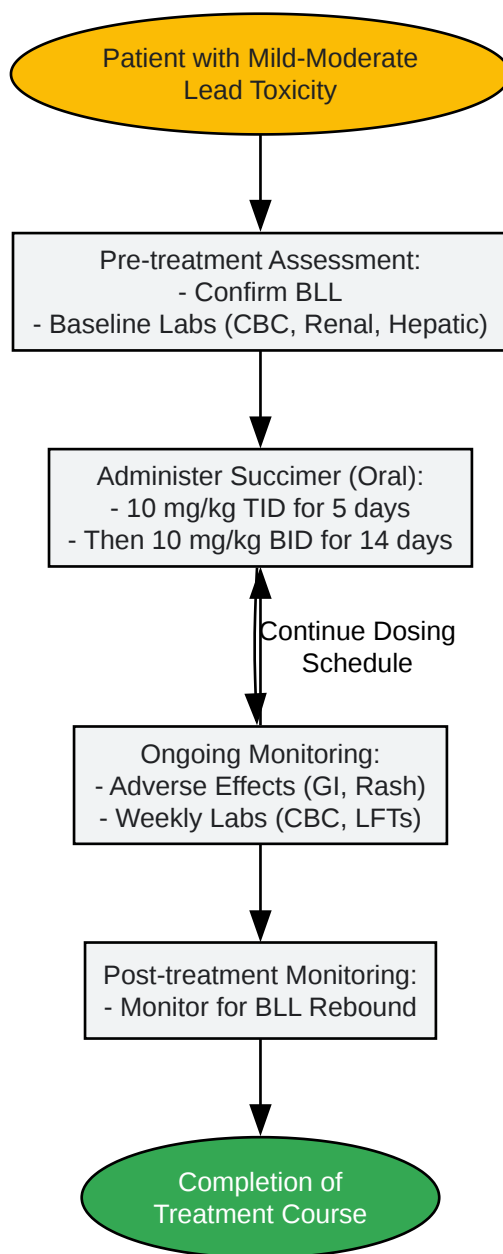 Patient with Mild-Moderate
Lead Toxicity
Pre-treatment Assessment:
- Confirm BLL
- Baseline Labs (CBC, Renal, Hepatic)
Administer Succimer (Oral):
- 10 mg/kg TID for 5 days
- Then 10 mg/kg BID for 14 days
Continue Dosing
Schedule
Ongoing Monitoring:
- Adverse Effects (GI, Rash)
- Weekly Labs (CBC, LFTs)
Post-treatment Monitoring:
- Monitor for BLL Rebound
Completion of
Treatment Course